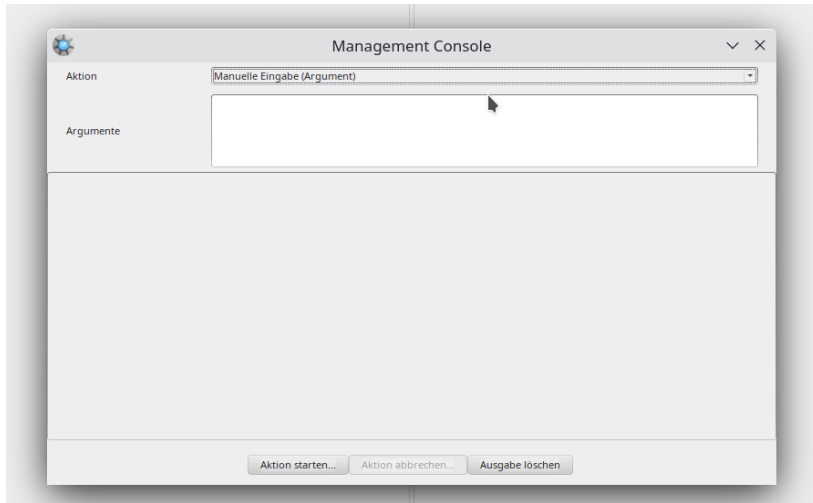 Management Console
Aktion
Manuelle Eingabe (Argument)
Argumente
Aktion starten...
Aktion abbrechen...
Ausgabe löschen